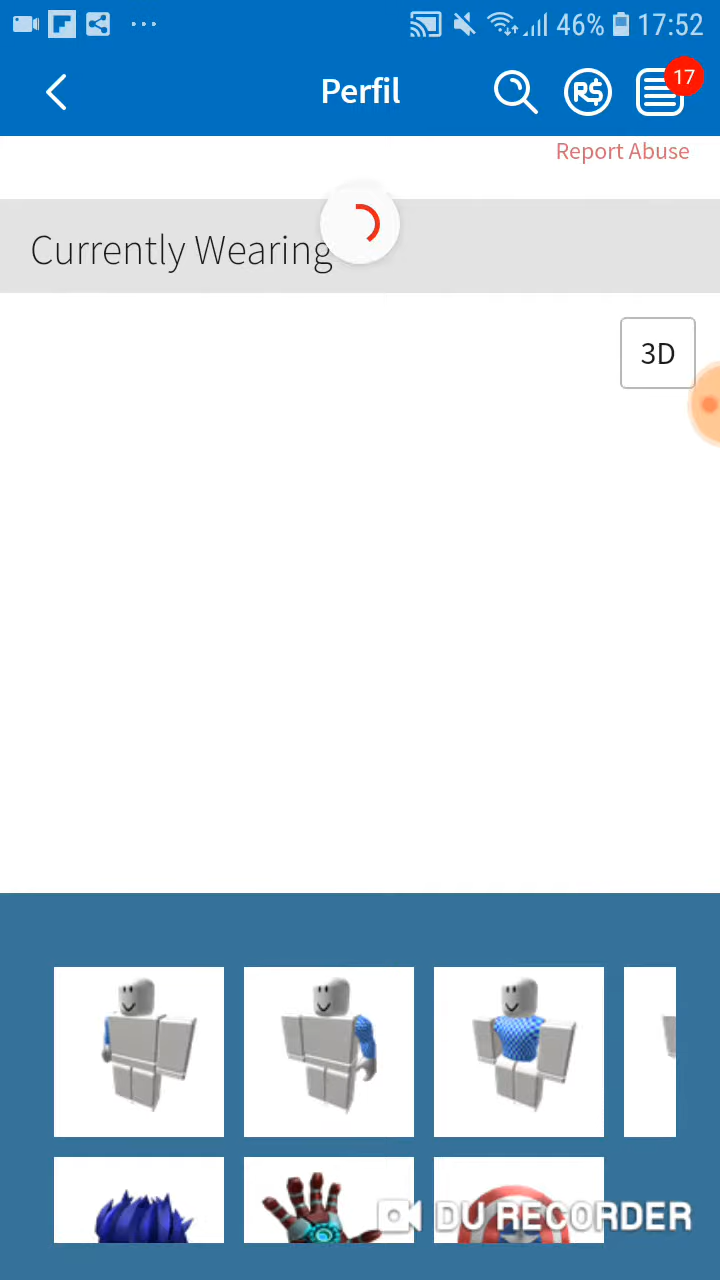 46% 17:52
Perfil
R$
17
Report Abuse
Currently Wearing
3D
DU RECORDER